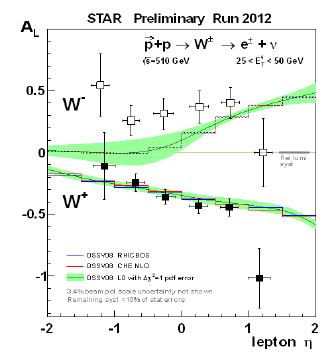 STAR Preliminary Run 2012
A_L
p⃗+p → W± → e± + ν
√s=510 GeV 25 < E_T^e < 50 GeV
0.5
W⁻
0
Rel lumi
syst
W⁺
-0.5
DSSV08 RHICBOS
DSSV08 CHE NLO
DSSV08 L0 with Δχ²=1 pdf error
-1
3.4% beam pol scale uncertainty not shown
Remaining syst <10% of stat errors
-2 -1 0 1 2
lepton η